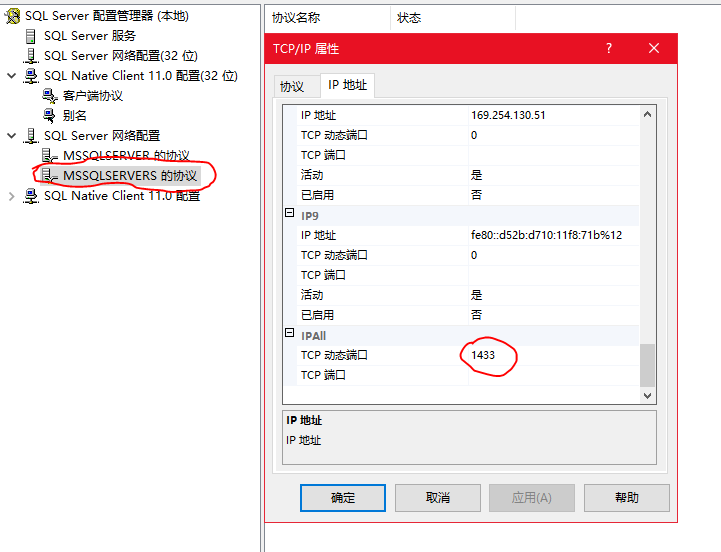 SQL Server 配置管理器 (本地)
SQL Server 服务
SQL Server 网络配置(32 位)
SQL Native Client 11.0 配置(32 位)
客户端协议
别名
SQL Server 网络配置
MSSQLSERVER 的协议
MSSQLSERVERS 的协议
SQL Native Client 11.0 配置
协议名称 状态
TCP/IP 属性 ? ×
协议 IP 地址
IP 地址 169.254.130.51
TCP 动态端口 0
TCP 端口
活动 是
已启用 否
IP9
IP 地址 fe80::d52b:d710:11f8:71b%12
TCP 动态端口 0
TCP 端口
活动 是
已启用 否
IPAll
TCP 动态端口 1433
TCP 端口
IP 地址
IP 地址
确定 取消 应用(A) 帮助